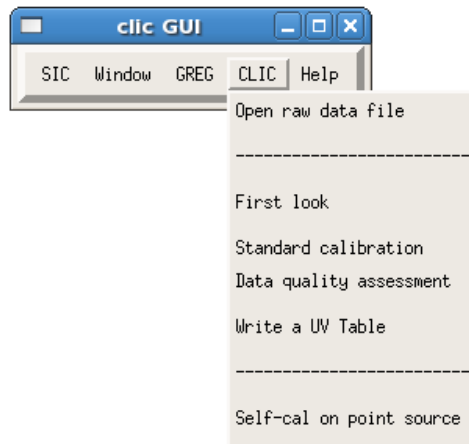 clic GUI
SIC Window GREG CLIC Help
Open raw data file
------------------------
First look
Standard calibration
Data quality assessment
Write a UV Table
------------------------
Self-cal on point source